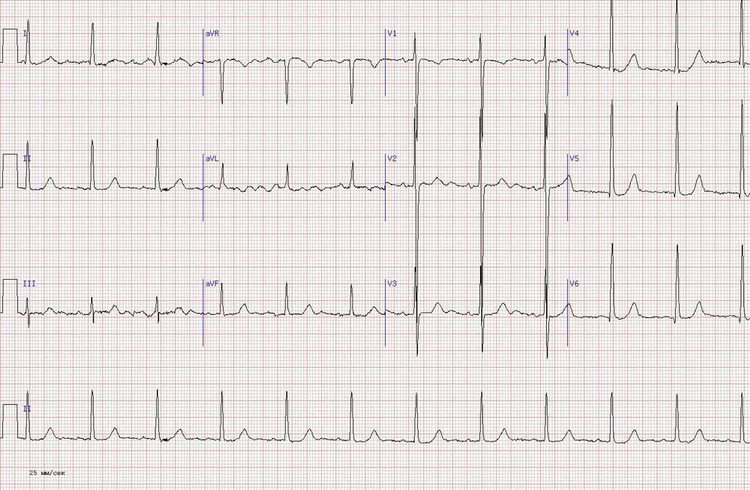 I aVR V1 V4
II aVL V2 V5
III aVF V3 V6
II
25 мм/сек